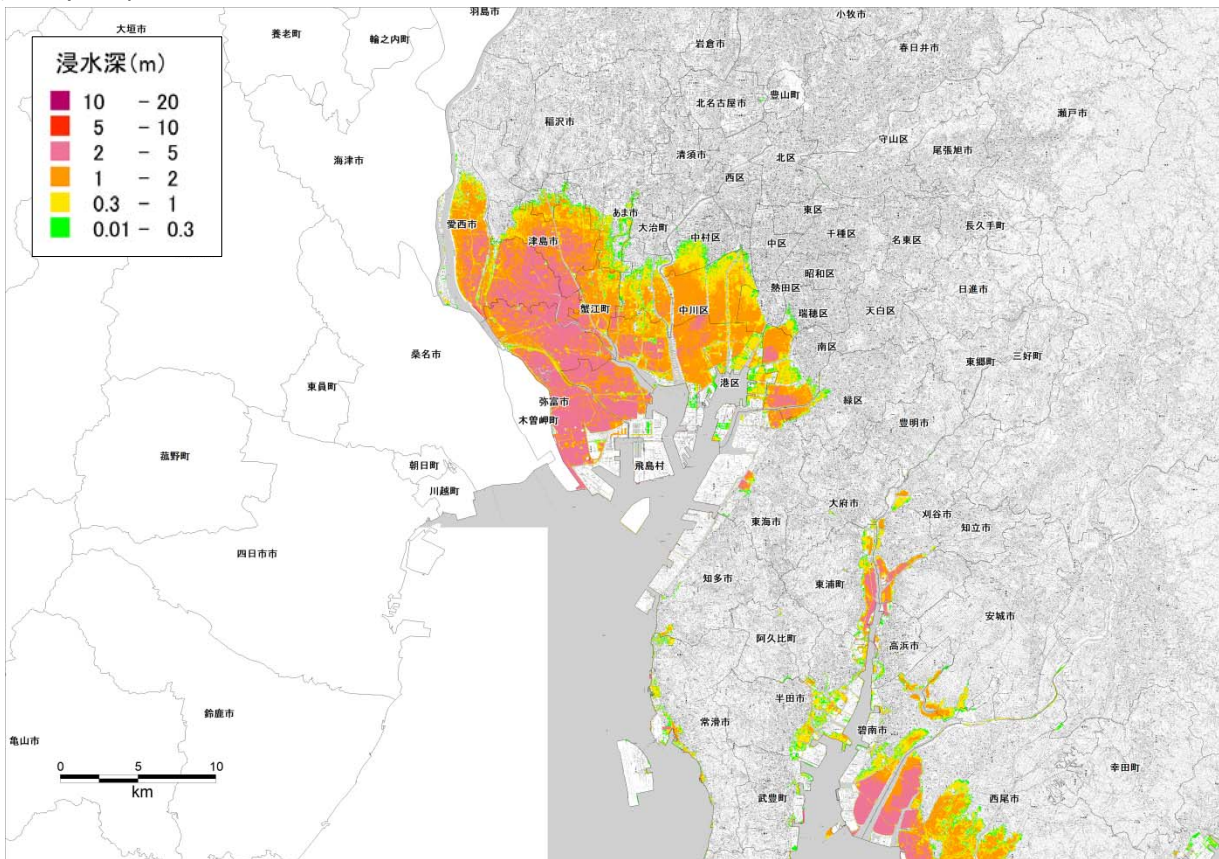 羽島市
小牧市
大垣市
養老町
輪之内町
岩倉市
春日井市
浸水深(m)
10 - 20
5 - 10
2 - 5
1 - 2
0.3 - 1
0.01 - 0.3
豊山町
北名古屋市
瀬戸市
稲沢市
守山区
尾張旭市
海津市
清須市
北区
西区
愛西市
津島市
あま市
大治町
中村区
東区
千種区
名東区
長久手町
中区
昭和区
熱田区
日進市
蟹江町
中川区
瑞穂区
天白区
南区
桑名市
東員町
東郷町
三好町
港区
弥富市
木曽岬町
緑区
豊明市
菰野町
朝日町
川越町
飛島村
大府市
刈谷市
知立市
東海市
四日市市
知多市
東浦町
安城市
阿久比町
高浜市
半田市
鈴鹿市
常滑市
碧南市
亀山市
0 5 10
km
幸田町
武豊町
西尾市